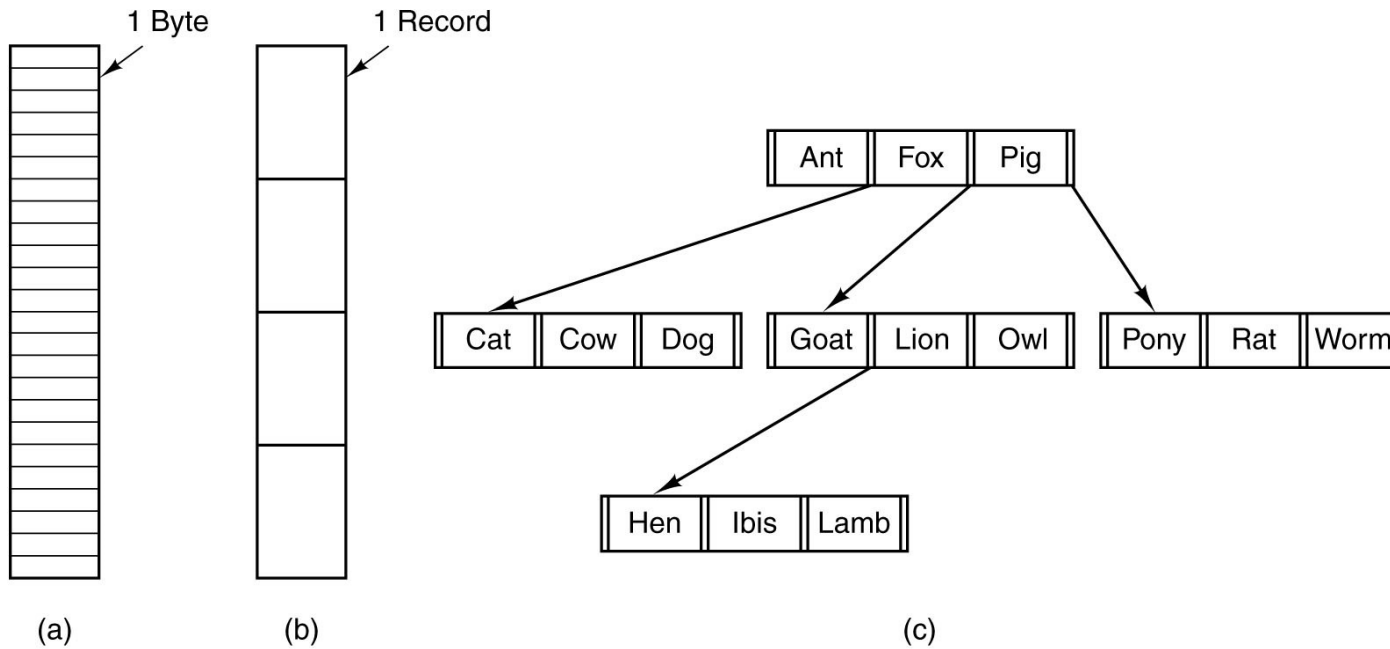 1 Byte
1 Record
Ant Fox Pig
Cat Cow Dog
Goat Lion Owl
Pony Rat Worm
Hen Ibis Lamb
(a)
(b)
(c)